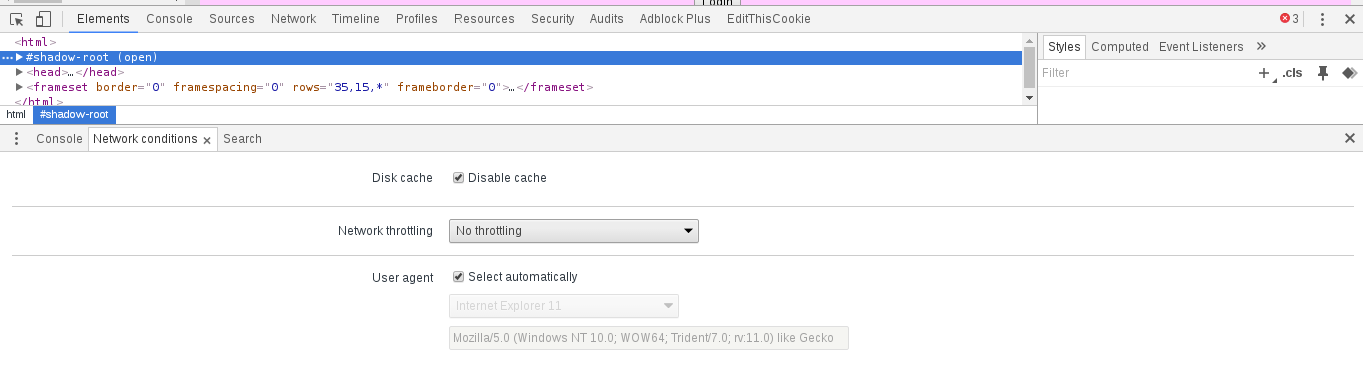 Login
Elements Console Sources Network Timeline Profiles Resources Security Audits Adblock Plus EditThisCookie 3
<html>
#shadow-root (open)
<head>…</head>
<frameset border="0" framespacing="0" rows="35,15,*" frameborder="0">…</frameset>
</html>
html #shadow-root
Styles Computed Event Listeners »
Filter + .cls
Console Network conditions × Search
Disk cache Disable cache
Network throttling No throttling
User agent Select automatically
Internet Explorer 11
Mozilla/5.0 (Windows NT 10.0; WOW64; Trident/7.0; rv:11.0) like Gecko